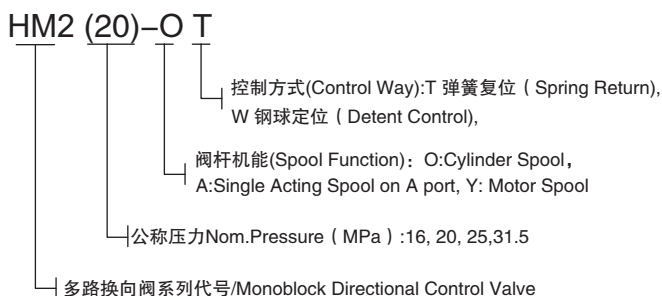 HM2 (20)–O T
控制方式(Control Way):T 弹簧复位（Spring Return),
W 钢球定位（Detent Control),
阀杆机能(Spool Function)：O:Cylinder Spool，
A:Single Acting Spool on A port, Y: Motor Spool
公称压力Nom.Pressure（MPa）:16, 20, 25,31.5
多路换向阀系列代号/Monoblock Directional Control Valve